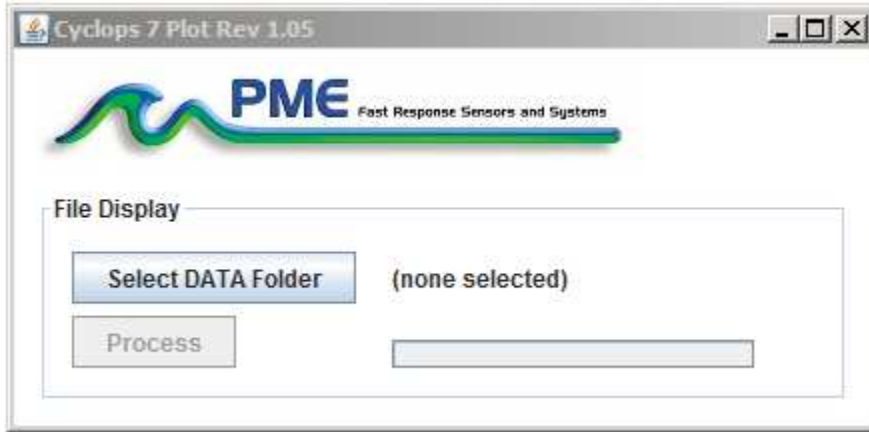 Cyclops 7 Plot Rev 1.05
PME Fast Response Sensors and Systems
File Display
Select DATA Folder (none selected)
Process